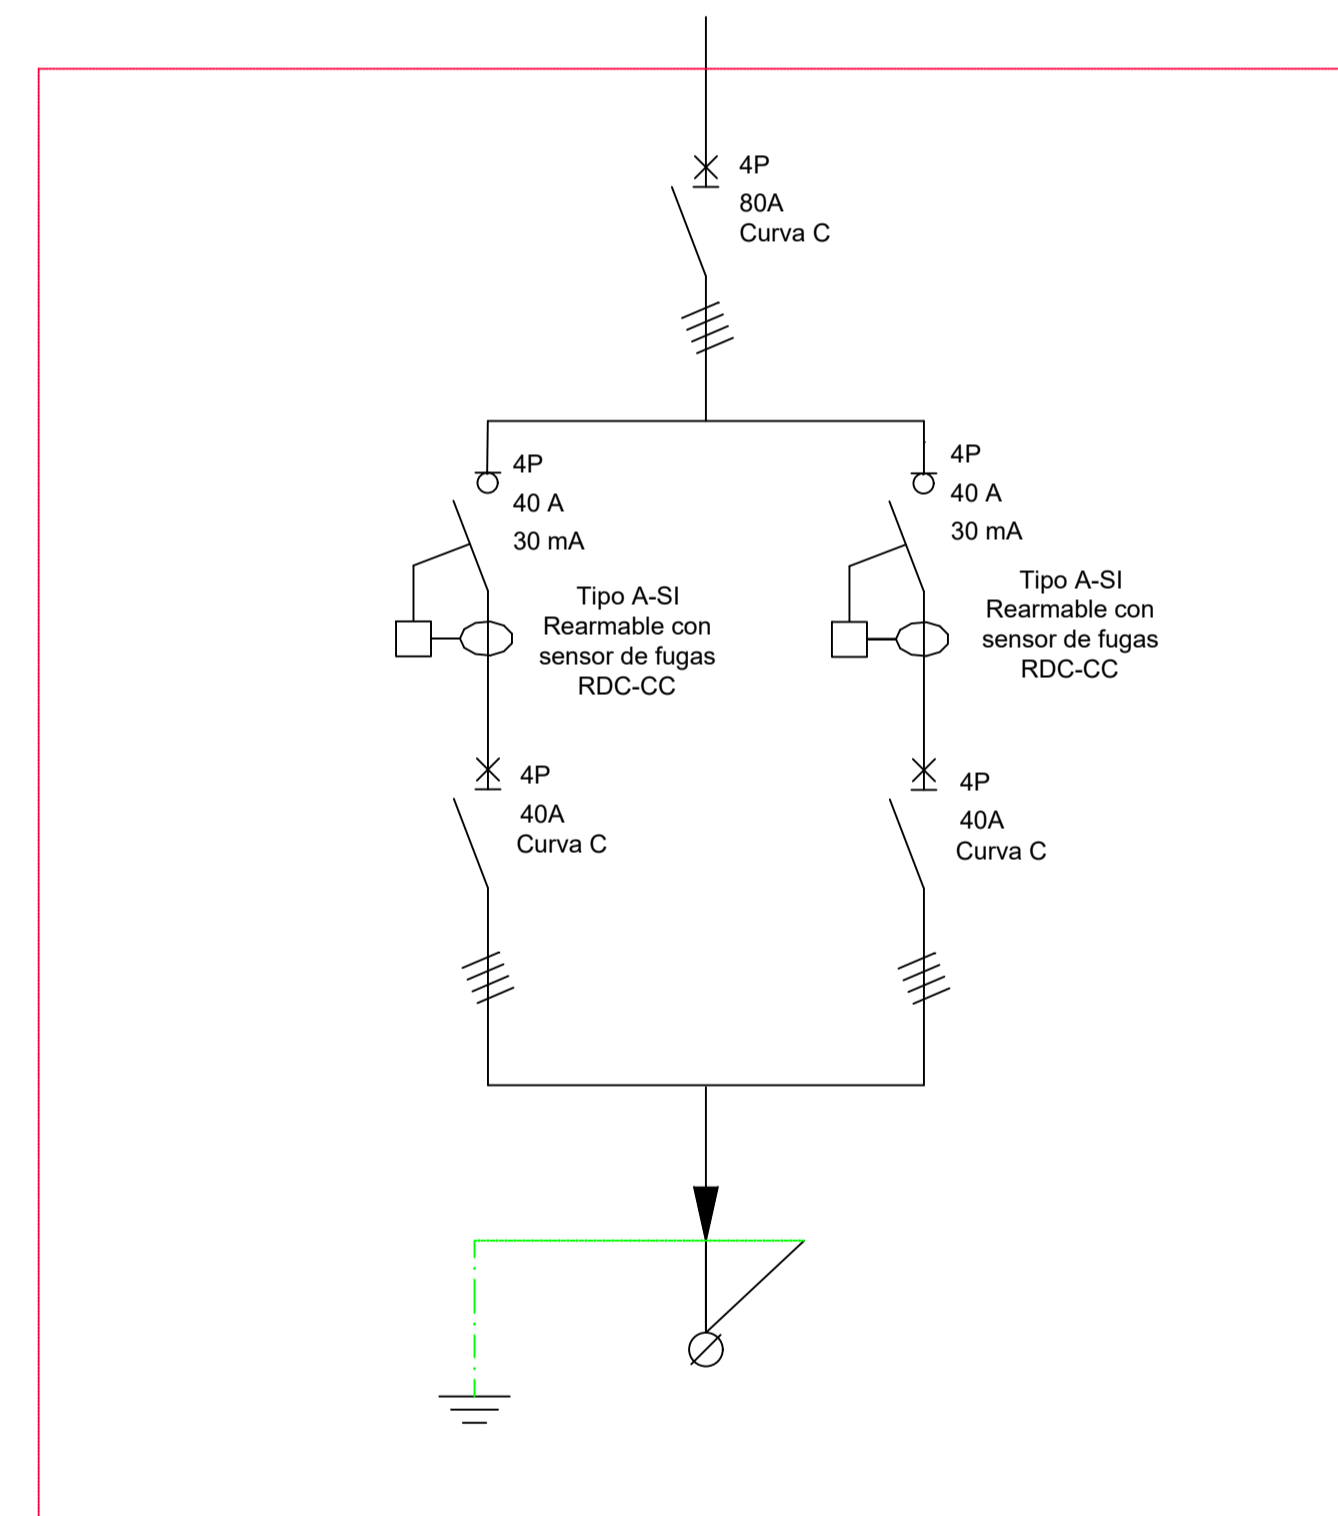 4P
80A
Curva C
4P
40 A
30 mA
Tipo A-SI
Rearmable con
sensor de fugas
RDC-CC
4P
40A
Curva C
4P
40 A
30 mA
Tipo A-SI
Rearmable con
sensor de fugas
RDC-CC
4P
40A
Curva C